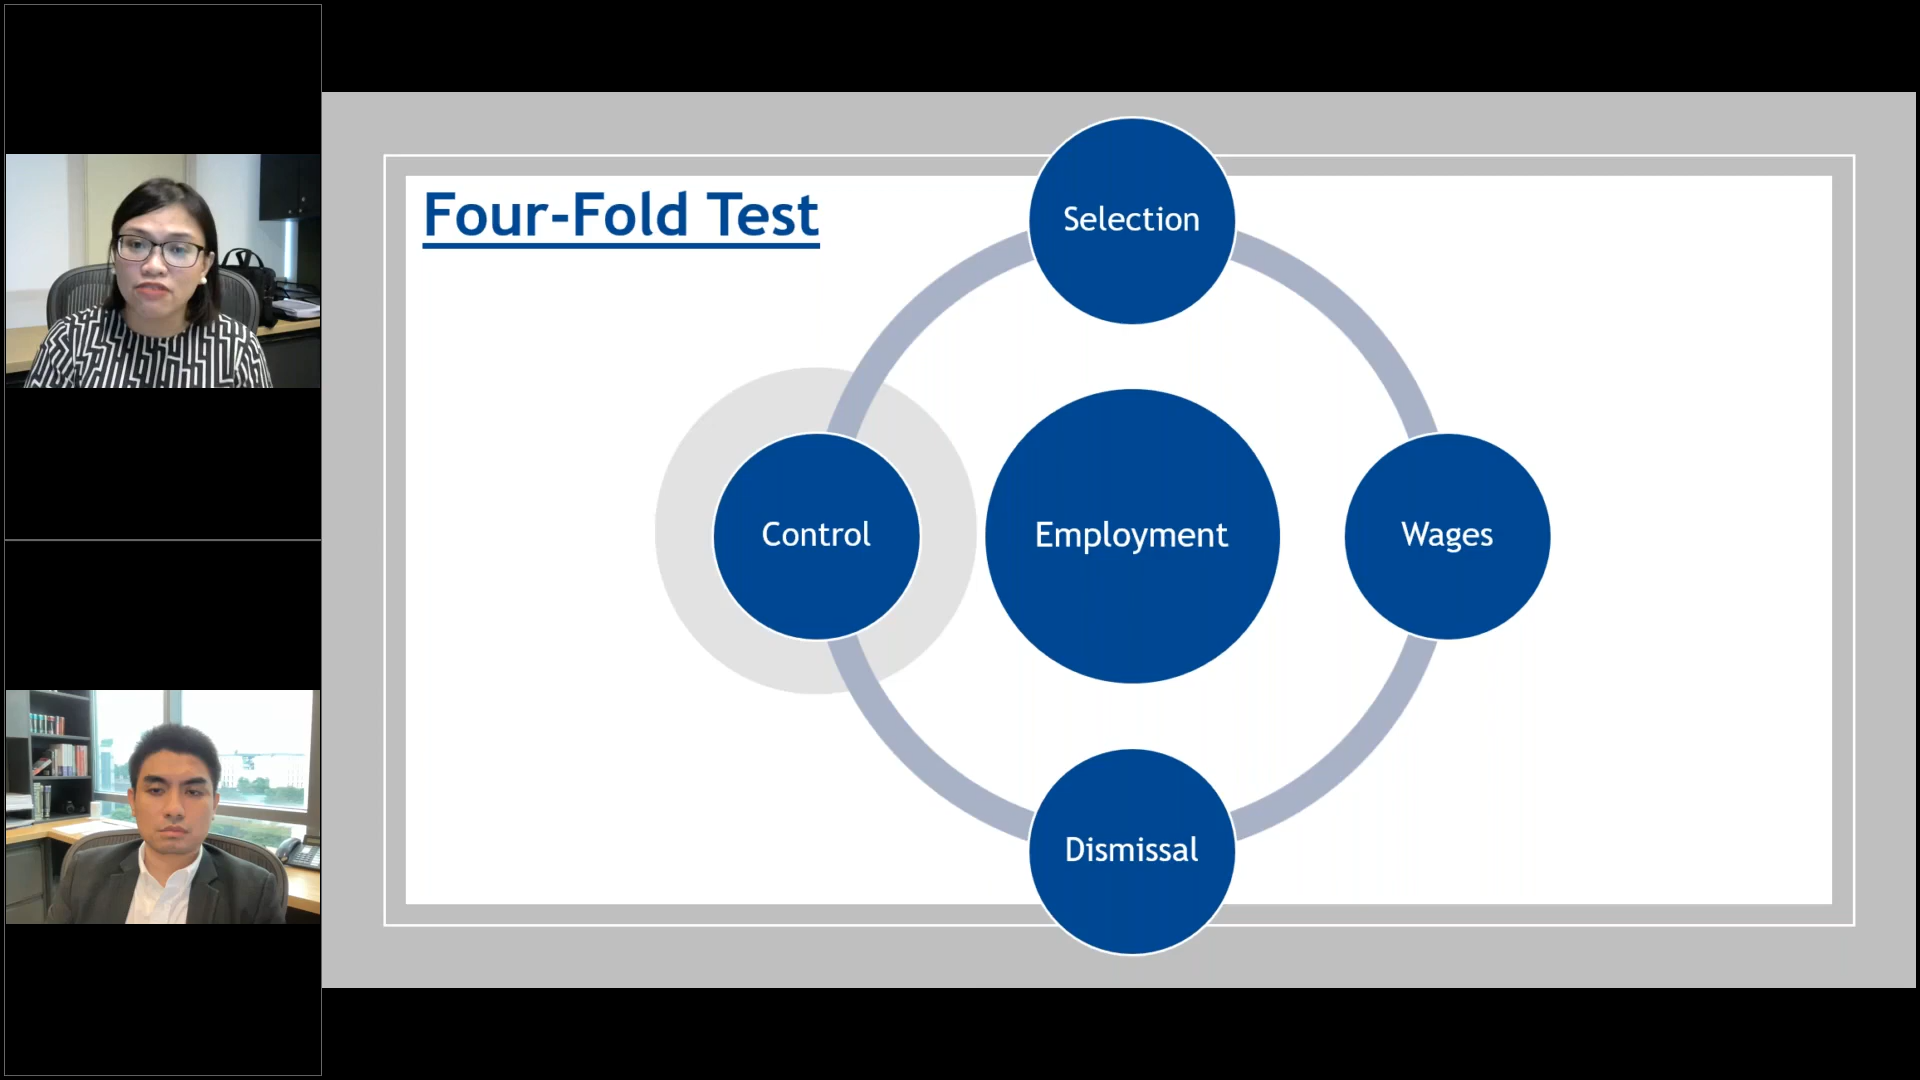 Four-Fold Test
Selection
Control
Employment
Wages
Dismissal